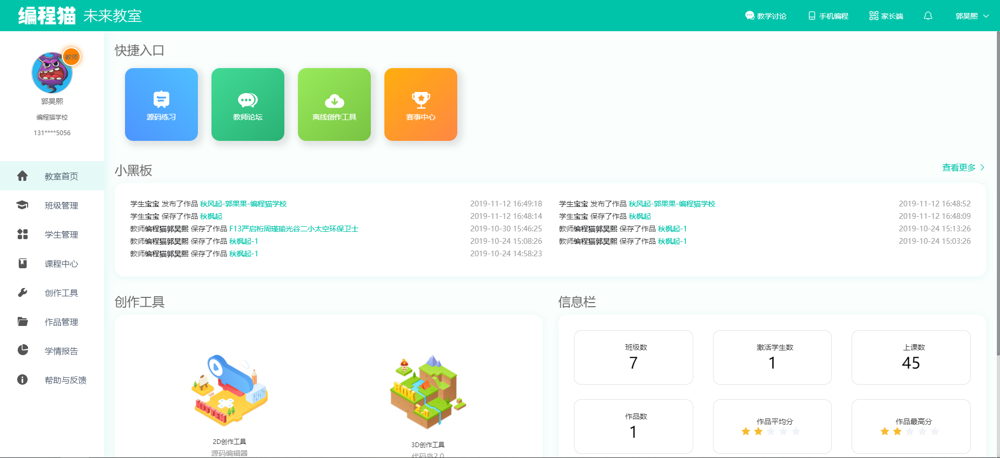 编程猫 未来教室
教学讨论 手机编程 家长端 郭昊熙
教师
郭昊熙
编程猫学校
131****5056
教室首页
班级管理
学生管理
课程中心
创作工具
作品管理
学情报告
帮助与反馈
快捷入口
源码练习 教师论坛 离线创作工具 赛事中心
小黑板 查看更多
学生宝宝 发布了作品 秋风起-郭果果-编程猫学校 2019-11-12 16:49:18
学生宝宝 发布了作品 秋风起-郭果果-编程猫学校 2019-11-12 16:48:52
学生宝宝 保存了作品 秋枫起 2019-11-12 16:48:14
学生宝宝 保存了作品 秋枫起 2019-11-12 16:48:09
教师编程猫郭昊熙 保存了作品 F13严启桁周瑾瑜光谷二小太空环保卫士 2019-10-30 15:46:25
教师编程猫郭昊熙 保存了作品 秋枫起-1 2019-10-24 15:13:26
教师编程猫郭昊熙 保存了作品 秋枫起-1 2019-10-24 15:08:26
教师编程猫郭昊熙 保存了作品 秋枫起-1 2019-10-24 15:03:26
教师编程猫郭昊熙 保存了作品 秋枫起-1 2019-10-24 14:58:23
创作工具
KITTEN
BOX
2.0
2D创作工具
源码编辑器
3D创作工具
代码岛2.0
信息栏
班级数 激活学生数 上课数
7 1 45
作品数 作品平均分 作品最高分
1